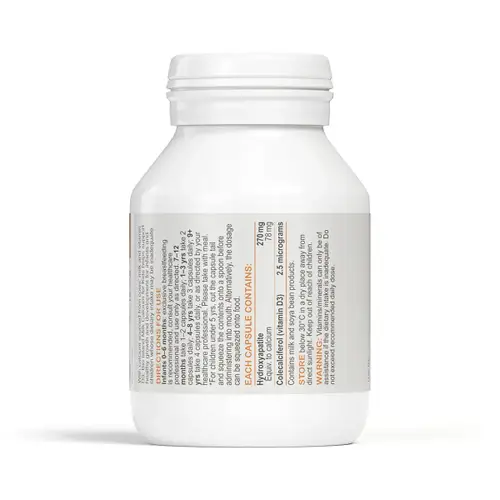 DIRECTIONS FOR USE
Infants 0–6 months: exclusive breastfeeding
is recommended, consult your healthcare
professional and use only as directed. 7–12
months take 1–2 capsules daily; 1–3 yrs take 2
capsules daily; 4–8 yrs take 3 capsules daily; 9+
yrs take 4 capsules daily, or as directed by your
healthcare professional. Please take with meal.
*For children under 5 yrs, cut the capsule tail
and squeeze the contents onto a spoon before
administering into mouth. Alternatively, the dosage
can be squeezed onto food.
EACH CAPSULE CONTAINS:
Hydroxyapatite 270 mg
Equiv. to calcium 78 mg
Colecalciferol (vitamin D3) 2.5 micrograms
Contains milk and soya bean products.
STORE below 30°C in a dry place away from
direct sunlight. Keep out of reach of children.
WARNING: Vitamins/minerals can only be of
assistance if the dietary intake is inadequate. Do
not exceed recommended daily dose.